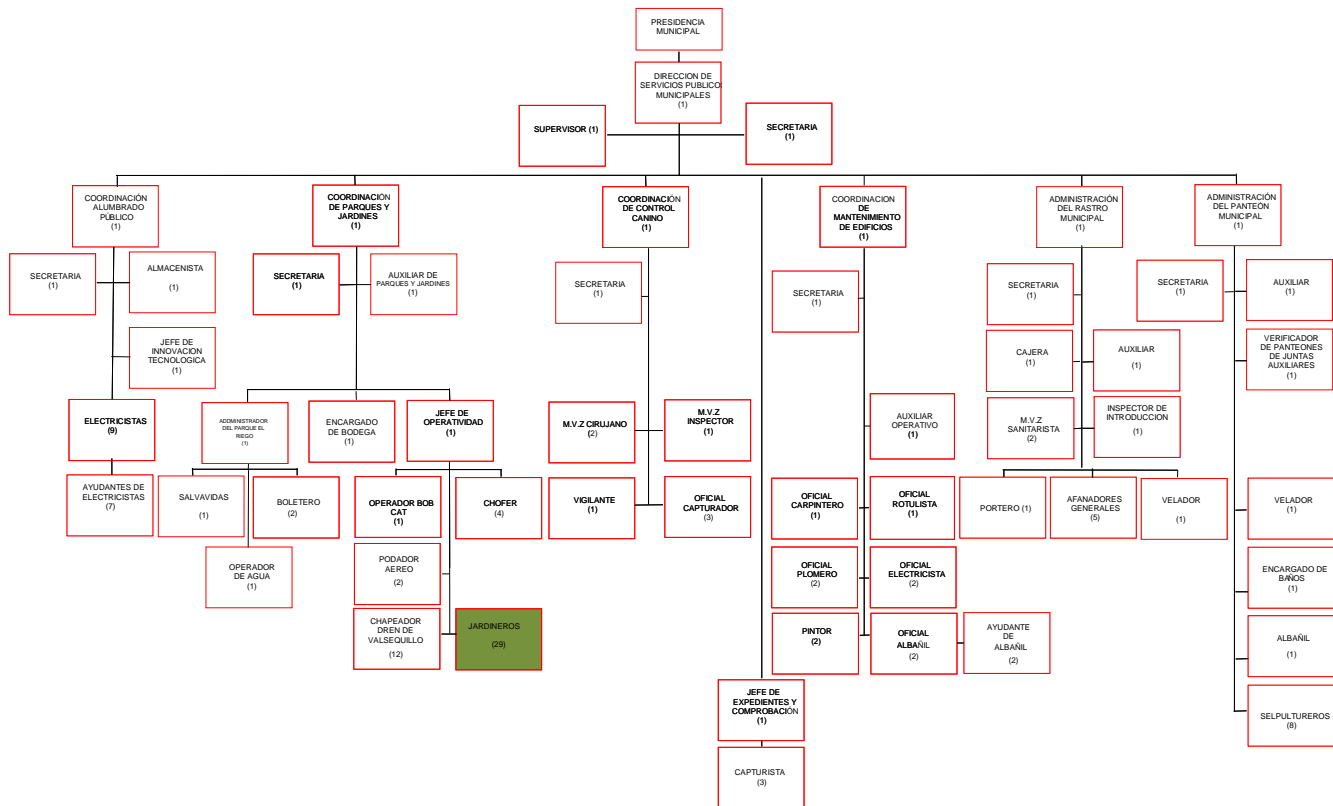 PRESIDENCIA
MUNICIPAL
DIRECCION DE
SERVICIOS PUBLICO
MUNICIPALES
(1)
SUPERVISOR (1)
SECRETARIA
(1)
COORDINACIÓN
ALUMBRADO
PÚBLICO
(1)
SECRETARIA
(1)
ALMACENISTA
(1)
JEFE DE
INNOVACION
TECNOLOGICA
(1)
ELECTRICISTAS
(9)
AYUDANTES DE
ELECTRICISTAS
(7)
COORDINACIÓN
DE PARQUES Y
JARDINES
(1)
SECRETARIA
(1)
AUXILIAR DE
PARQUES Y JARDINES
(1)
ADDMINISTRADOR
DEL PARQUE EL
RIEGO
(1)
SALVAVIDAS
(1)
BOLETERO
(2)
OPERADOR
DE AGUA
(1)
ENCARGADO
DE BODEGA
(1)
JEFE DE
OPERATIVIDAD
(1)
OPERADOR BOB
CAT
(1)
CHOFER
(4)
PODADOR
AEREO
(2)
CHAPEADOR
DREN DE
VALSEQUILLO
(12)
JARDINEROS
(29)
COORDINACIÓN
DE CONTROL
CANINO
(1)
SECRETARIA
(1)
M.V.Z CIRUJANO
(2)
M.V.Z
INSPECTOR
(1)
VIGILANTE
(1)
OFICIAL
CAPTURADOR
(3)
JEFE DE
EXPEDIENTES Y
COMPROBACIÓN
(1)
CAPTURISTA
(3)
COORDINACION
DE
MANTENIMIENTO
DE EDIFICIOS
(1)
SECRETARIA
(1)
AUXILIAR
OPERATIVO
(1)
OFICIAL
CARPINTERO
(1)
OFICIAL
ROTULISTA
(1)
OFICIAL
PLOMERO
(2)
OFICIAL
ELECTRICISTA
(2)
PINTOR
(2)
OFICIAL
ALBAÑIL
(2)
AYUDANTE
DE
ALBAÑIL
(2)
ADMINISTRACIÓN
DEL RASTRO
MUNICIPAL
(1)
SECRETARIA
(1)
CAJERA
(1)
AUXILIAR
(1)
M.V.Z
SANITARISTA
(2)
INSPECTOR DE
INTRODUCCION
(1)
PORTERO (1)
AFANADORES
GENERALES
(5)
VELADOR
(1)
ADMINISTRACIÓN
DEL PANTEÓN
MUNICIPAL
(1)
SECRETARIA
(1)
AUXILIAR
(1)
VERIFICADOR
DE PANTEONES
DE JUNTAS
AUXILIARES
(1)
VELADOR
(1)
ENCARGADO DE
BAÑOS
(1)
ALBAÑIL
(1)
SELPULTUREROS
(8)